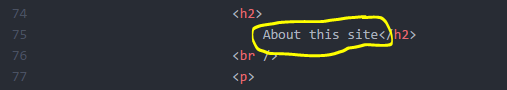 74 <h2>
75 About this site</h2>
76 <br />
77 <p>